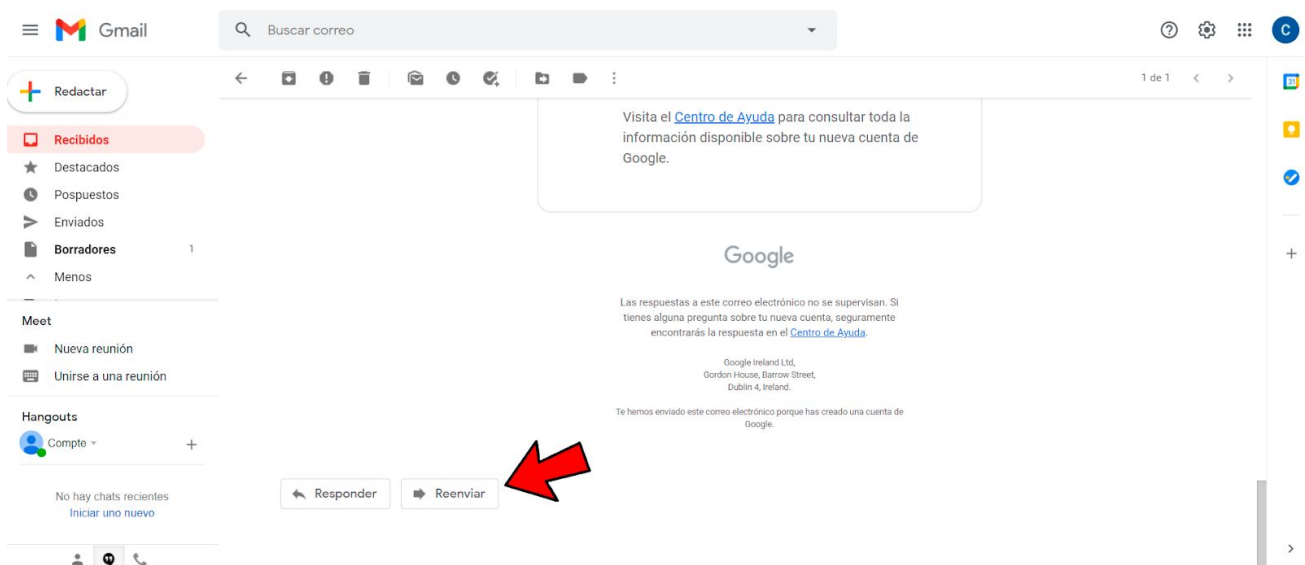 Gmail
Buscar correo
C
Redactar
1 de 1
31
Recibidos
Destacados
Pospuestos
Enviados
Borradores 1
Menos
Meet
Nueva reunión
Unirse a una reunión
Hangouts
Compte
No hay chats recientes
Iniciar uno nuevo
Visita el Centro de Ayuda para consultar toda la
información disponible sobre tu nueva cuenta de
Google.
Google
Las respuestas a este correo electrónico no se supervisan. Si
tienes alguna pregunta sobre tu nueva cuenta, seguramente
encontrarás la respuesta en el Centro de Ayuda.
Google Ireland Ltd,
Gordon House, Barrow Street,
Dublin 4, Ireland.
Te hemos enviado este correo electrónico porque has creado una cuenta de
Google.
Responder
Reenviar